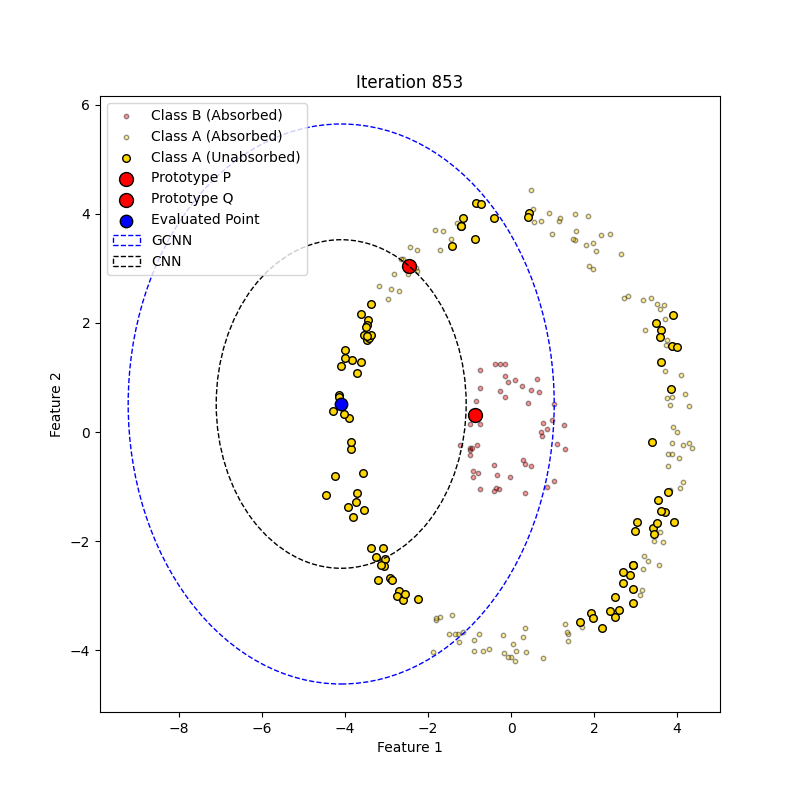 Iteration 853
Class B (Absorbed)
Class A (Absorbed)
Class A (Unabsorbed)
Prototype P
Prototype Q
Evaluated Point
GCNN
CNN
6
4
2
0
−2
−4
Feature 2
−8 −6 −4 −2 0 2 4
Feature 1